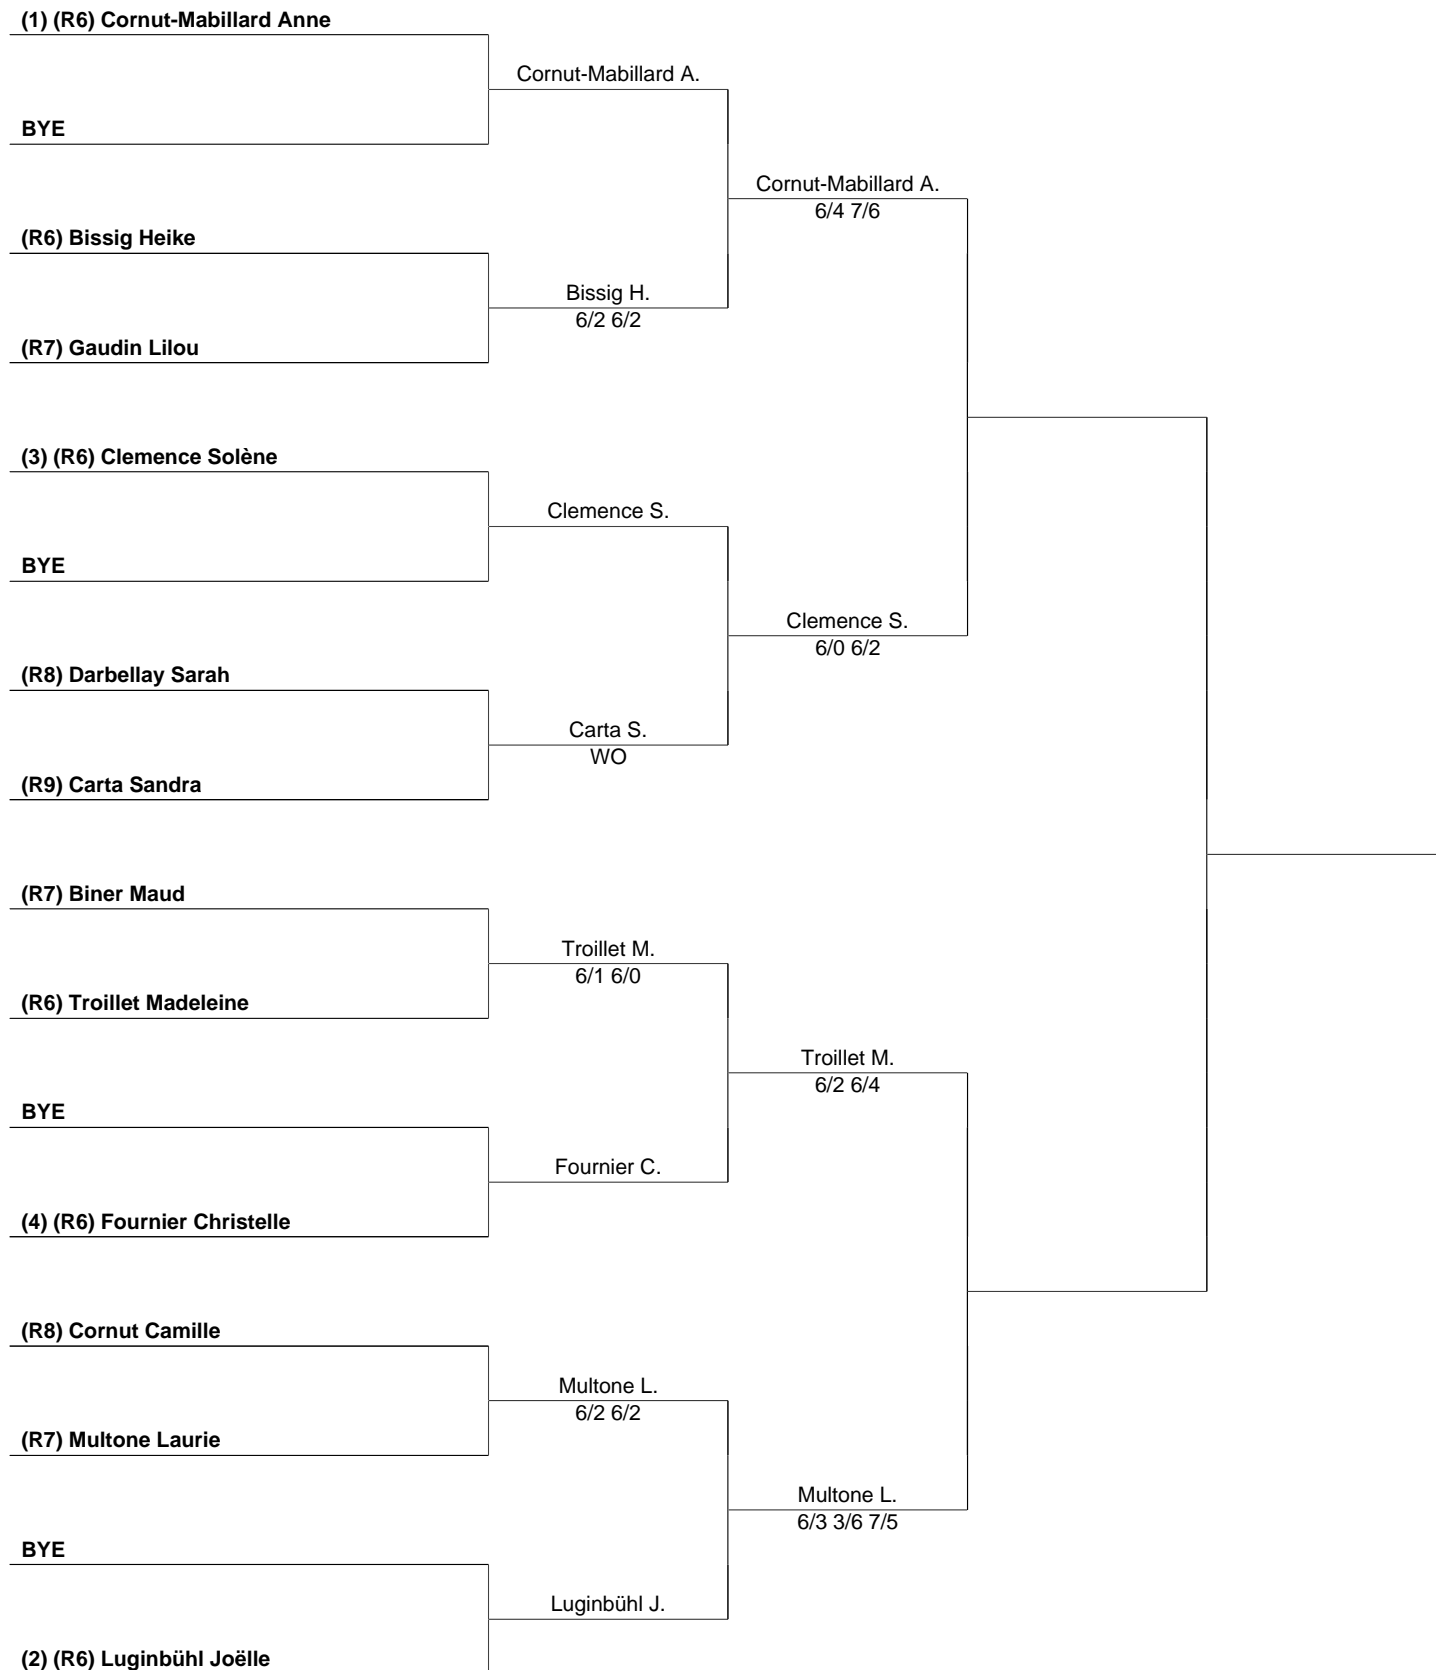 (1) (R6) Cornut-Mabillard Anne
Cornut-Mabillard A.
BYE
Cornut-Mabillard A.
6/4 7/6
(R6) Bissig Heike
Bissig H.
6/2 6/2
(R7) Gaudin Lilou
(3) (R6) Clemence Solène
Clemence S.
BYE
Clemence S.
6/0 6/2
(R8) Darbellay Sarah
Carta S.
WO
(R9) Carta Sandra
(R7) Biner Maud
Troillet M.
6/1 6/0
(R6) Troillet Madeleine
Troillet M.
6/2 6/4
BYE
Fournier C.
(4) (R6) Fournier Christelle
(R8) Cornut Camille
Multone L.
6/2 6/2
(R7) Multone Laurie
Multone L.
6/3 3/6 7/5
BYE
Luginbühl J.
(2) (R6) Luginbühl Joëlle